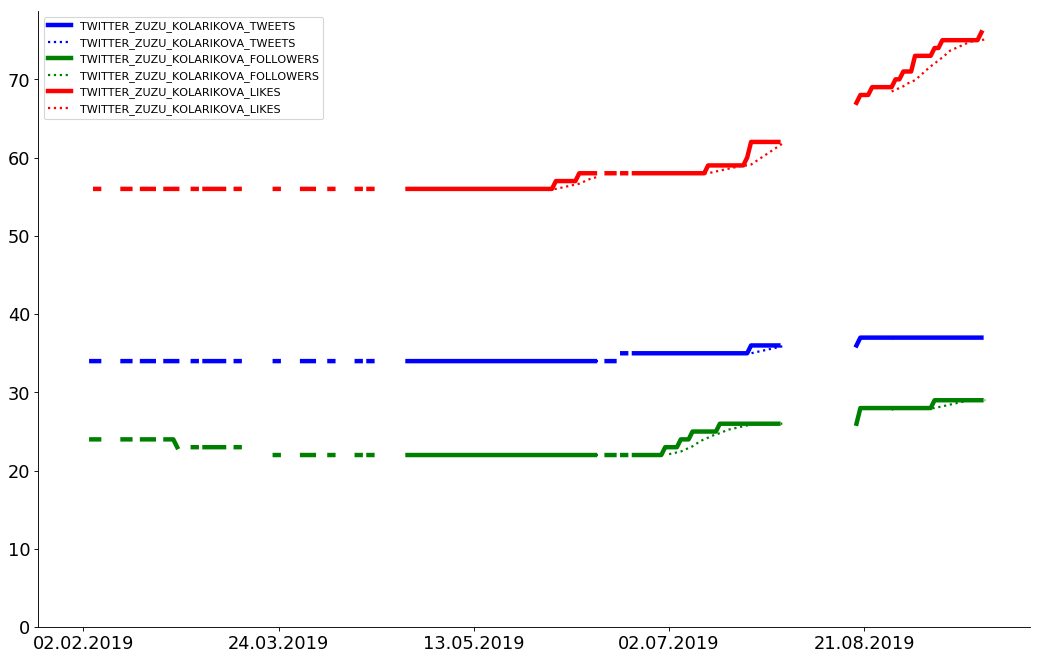 TWITTER_ZUZU_KOLARIKOVA_TWEETS
TWITTER_ZUZU_KOLARIKOVA_TWEETS
TWITTER_ZUZU_KOLARIKOVA_FOLLOWERS
TWITTER_ZUZU_KOLARIKOVA_FOLLOWERS
TWITTER_ZUZU_KOLARIKOVA_LIKES
TWITTER_ZUZU_KOLARIKOVA_LIKES
70
60
50
40
30
20
10
0
02.02.2019 24.03.2019 13.05.2019 02.07.2019 21.08.2019